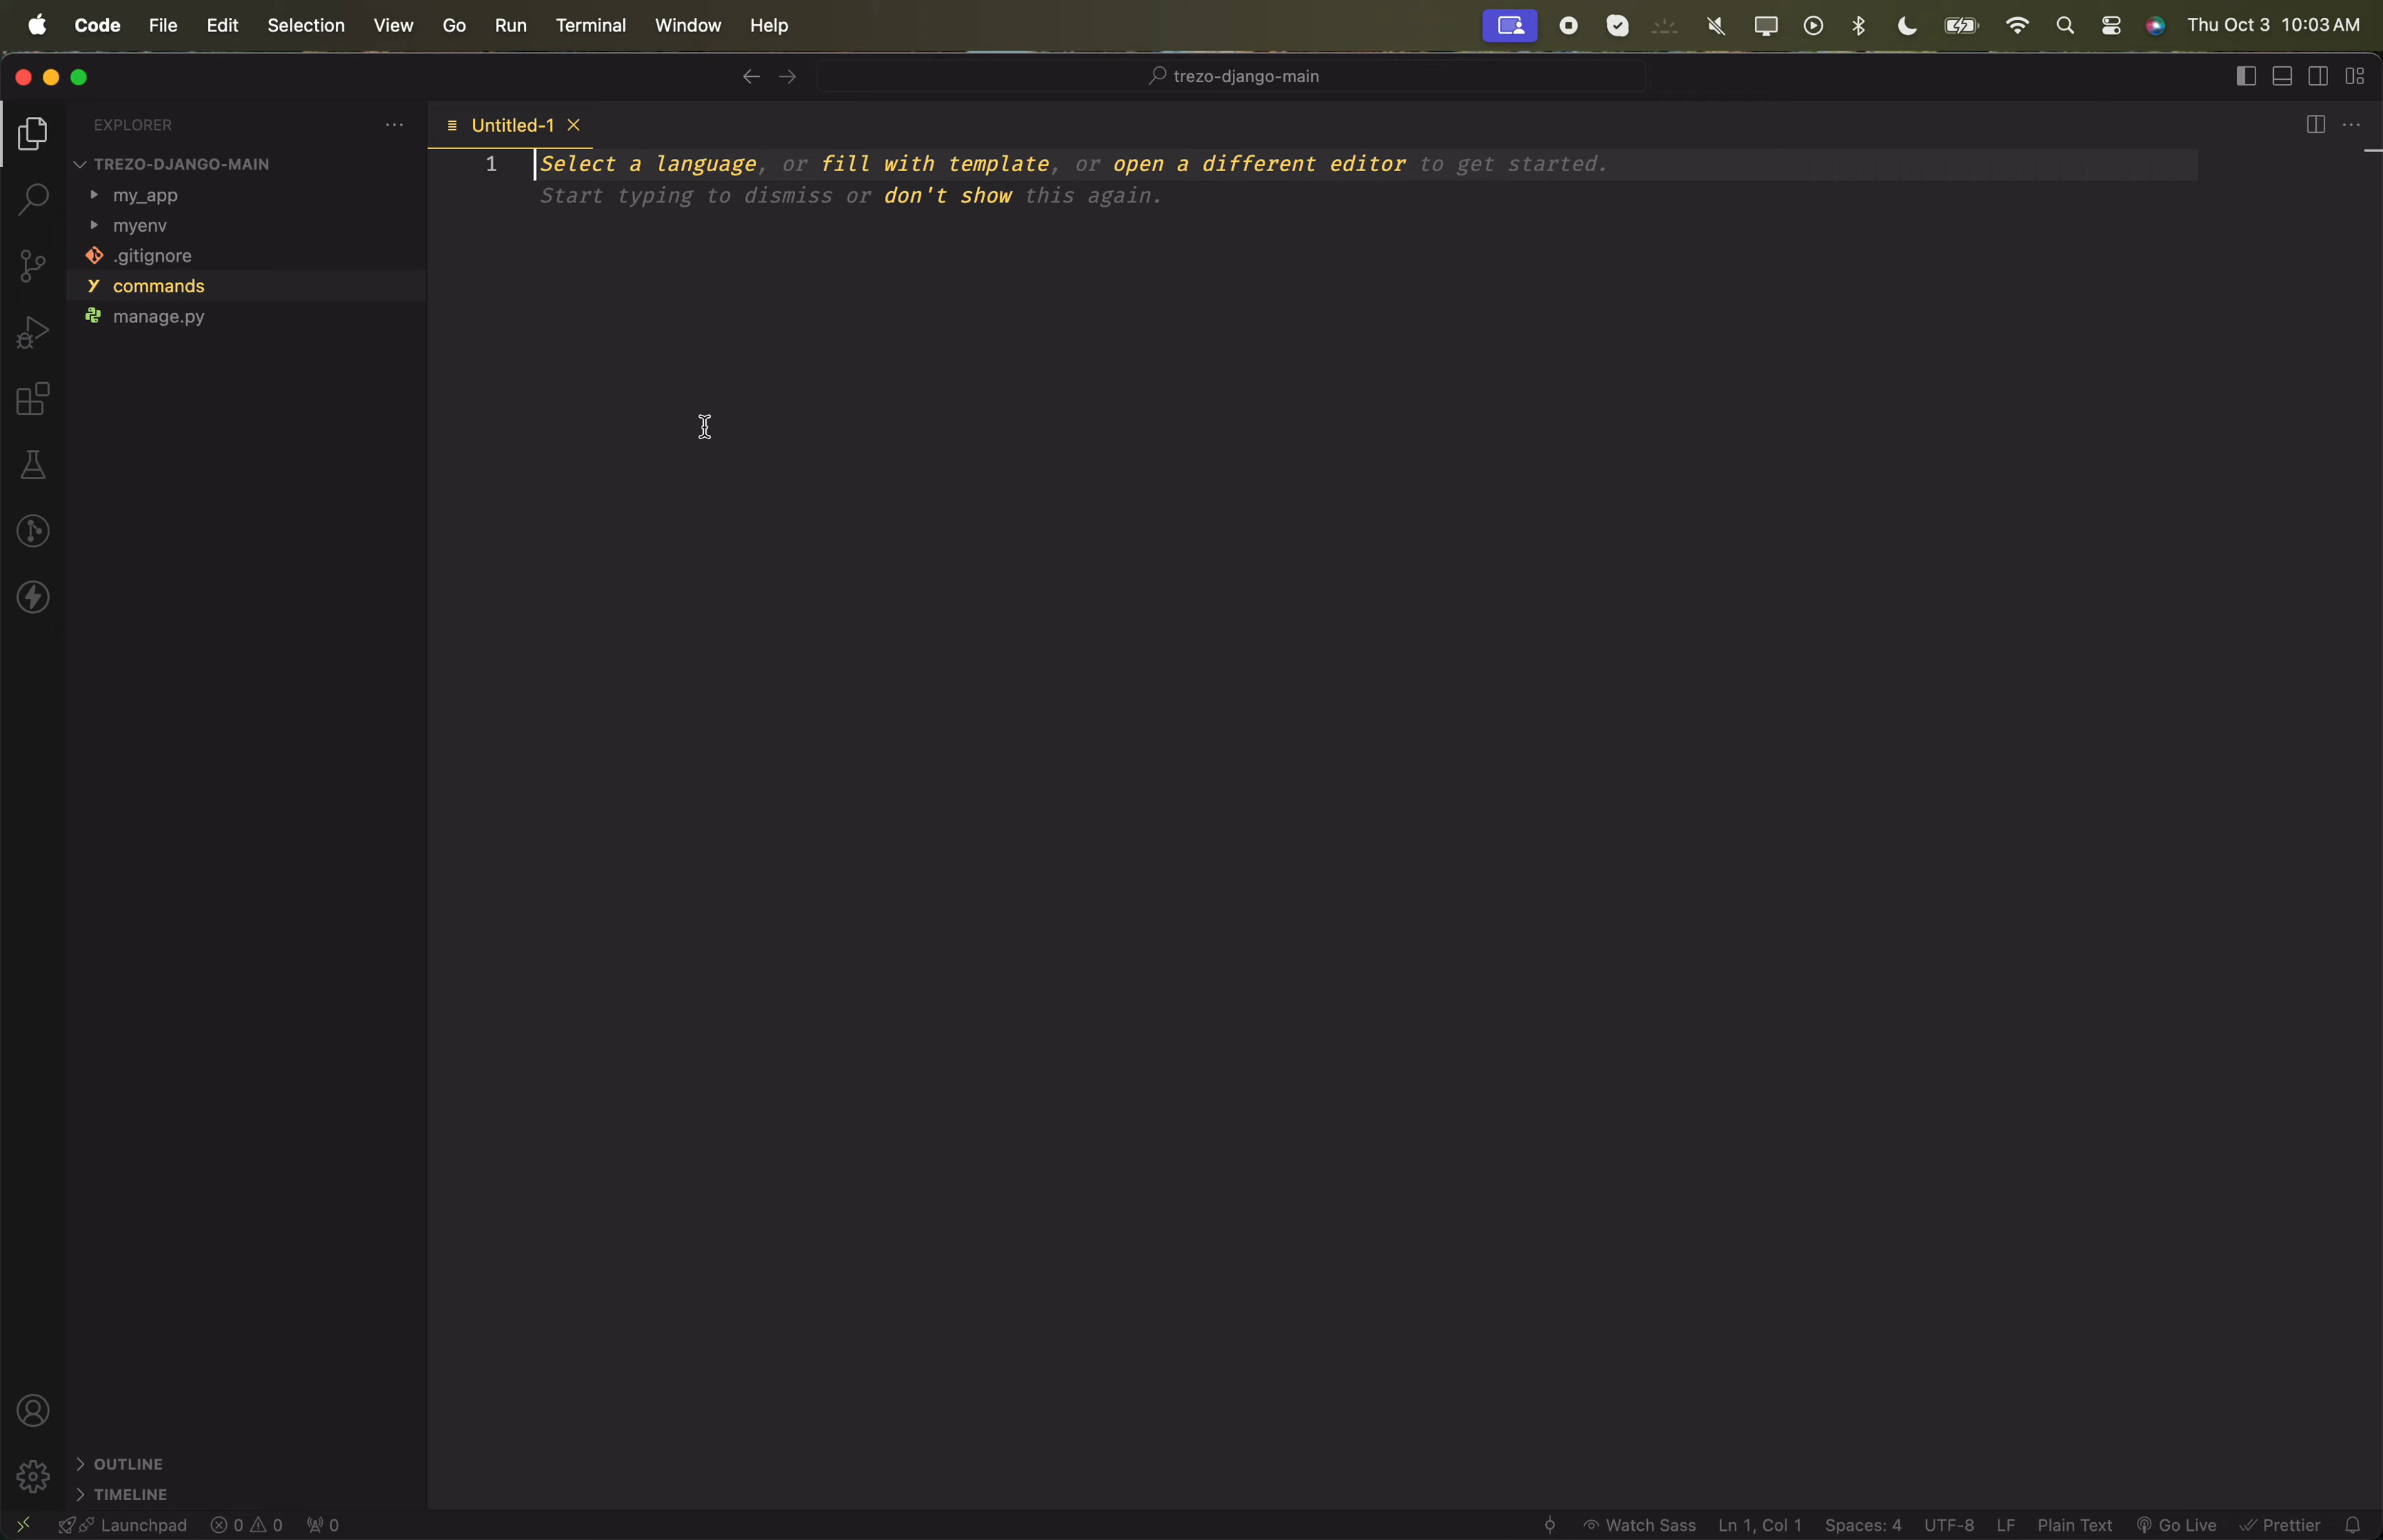 Code File Edit Selection View Go Run Terminal Window Help Thu Oct 3 10:03 AM
trezo-django-main
EXPLORER
Untitled-1
TREZO-DJANGO-MAIN
my_app
myenv
.gitignore
commands
manage.py
1 Select a language, or fill with template, or open a different editor to get started.
Start typing to dismiss or don't show this again.
OUTLINE
TIMELINE
Launchpad 0 0 0 Watch Sass Ln 1, Col 1 Spaces: 4 UTF-8 LF Plain Text Go Live Prettier